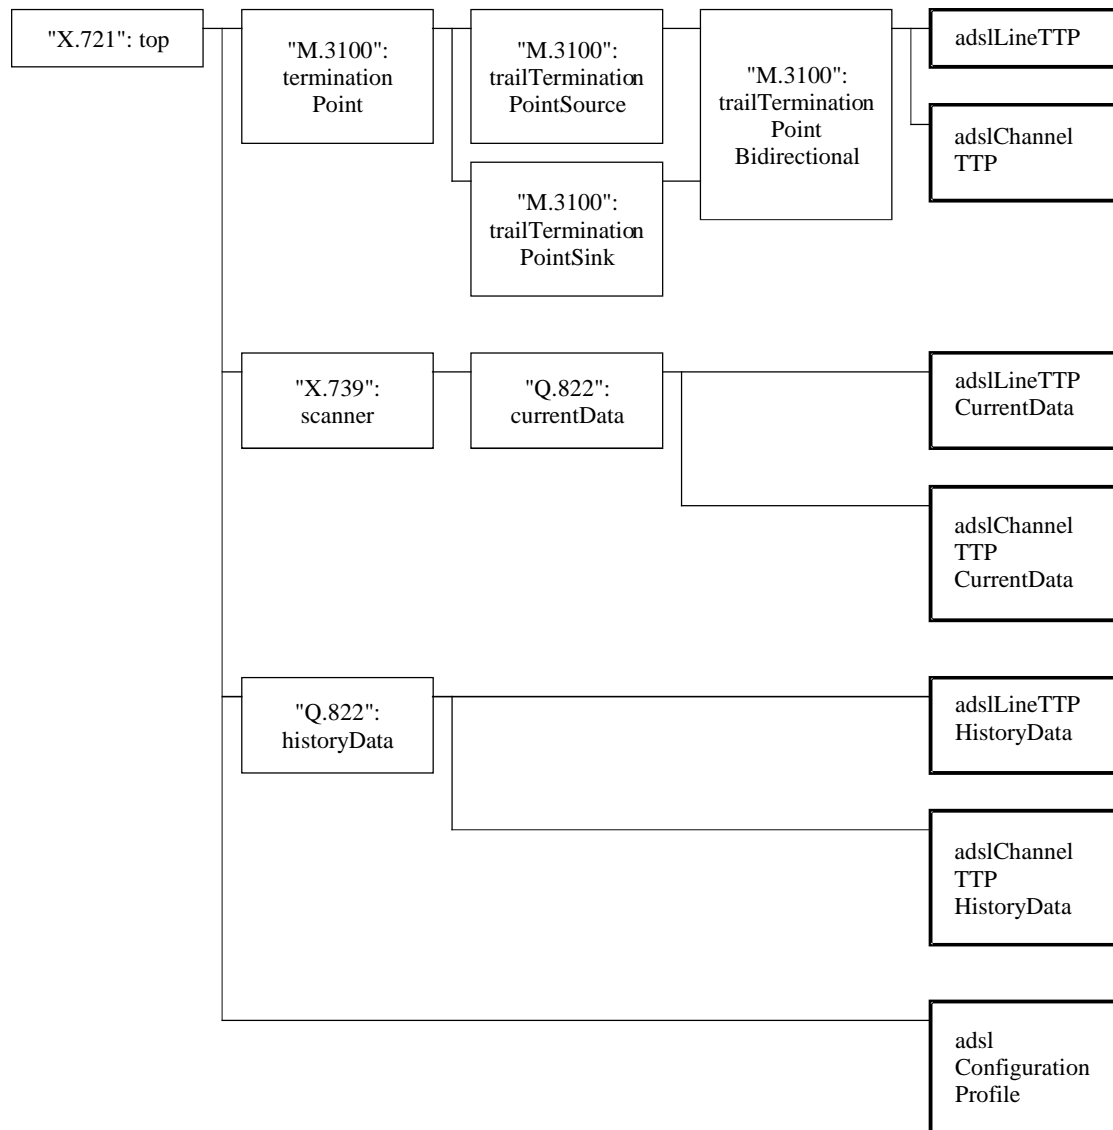 "X.721": top
"M.3100":
termination
Point
"M.3100":
trailTermination
PointSource
"M.3100":
trailTermination
Point
Bidirectional
adslLineTTP
adslChannel
TTP
"M.3100":
trailTermination
PointSink
"X.739":
scanner
"Q.822":
currentData
adslLineTTP
CurrentData
adslChannel
TTP
CurrentData
"Q.822":
historyData
adslLineTTP
HistoryData
adslChannel
TTP
HistoryData
adsl
Configuration
Profile